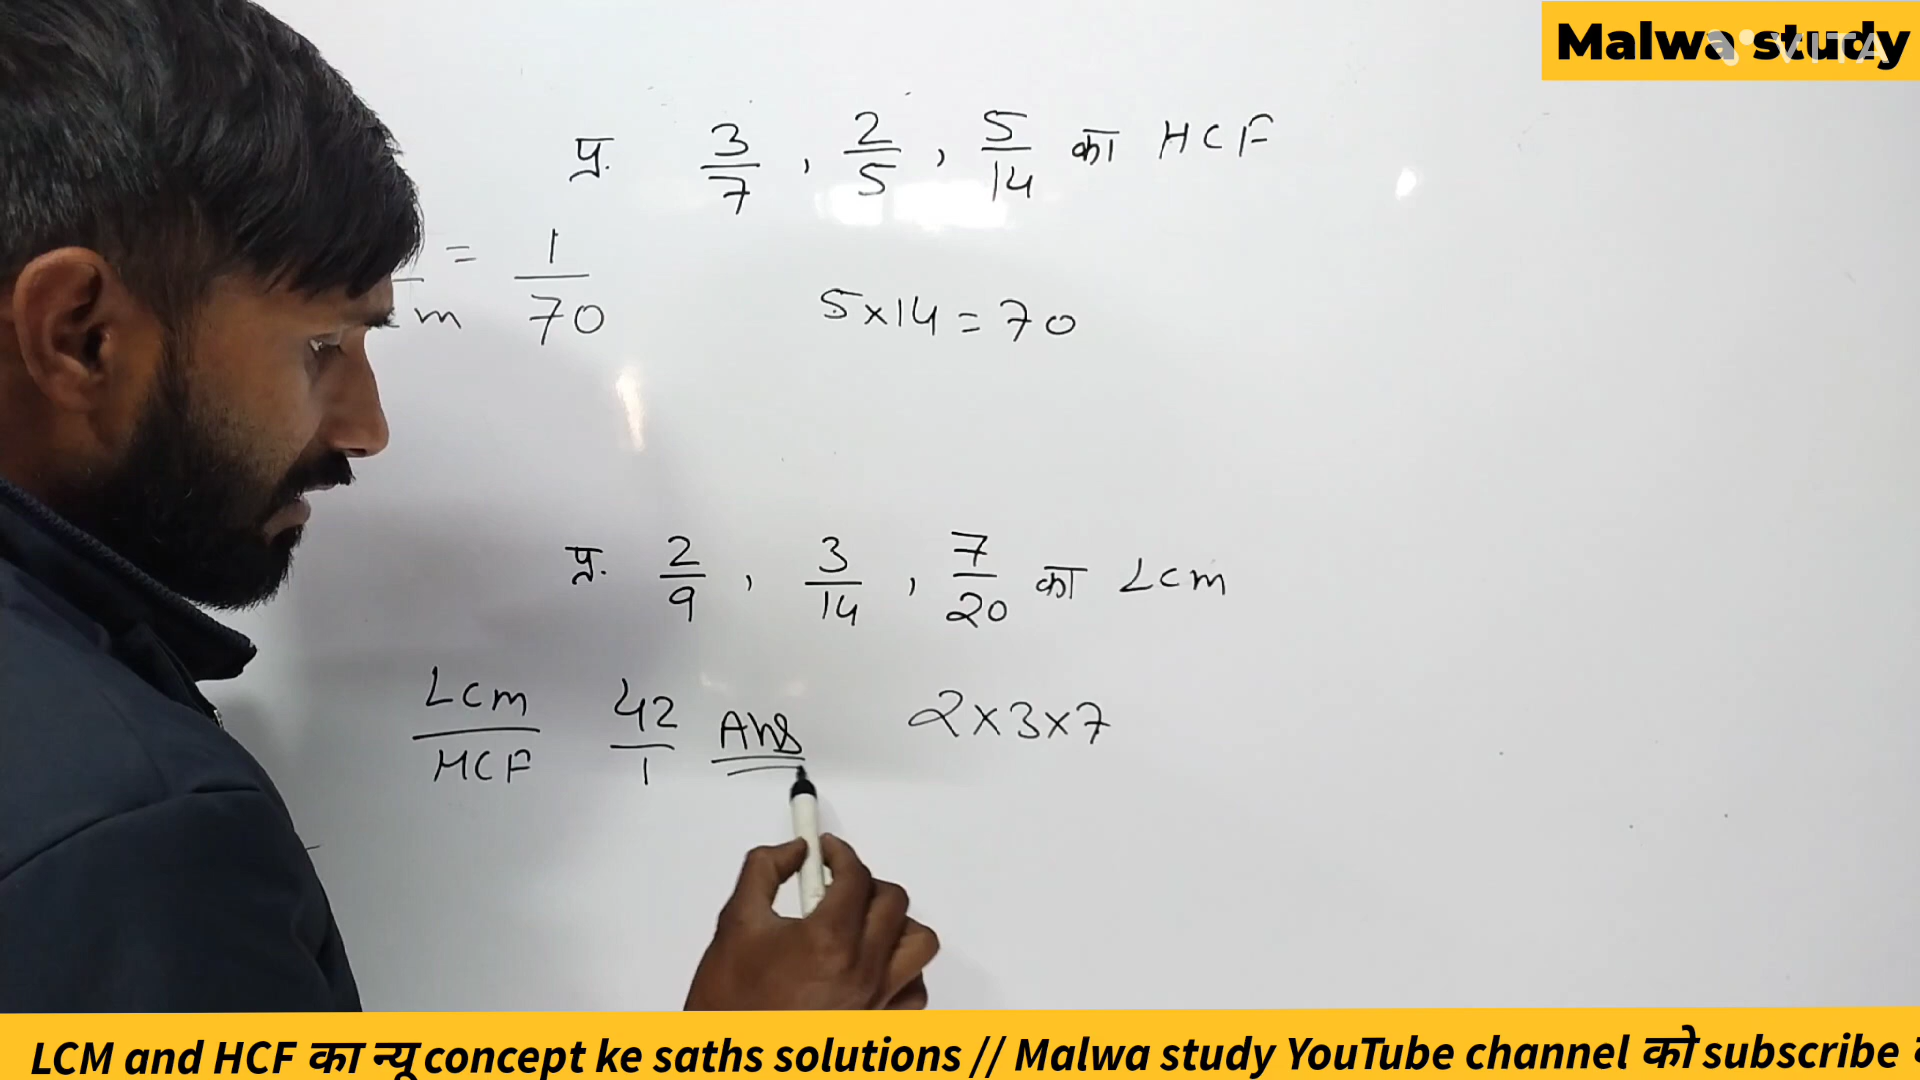 Malwa study
VITA
प्र. 3/7 , 2/5 , 5/14 का HCF
= 1/70
5×14=70
प्र. 2/9 , 3/14 , 7/20 का LCM
LCM/HCF 42/1 Ans 2×3×7
LCM and HCF का न्यू concept ke saths solutions // Malwa study YouTube channel को subscribe